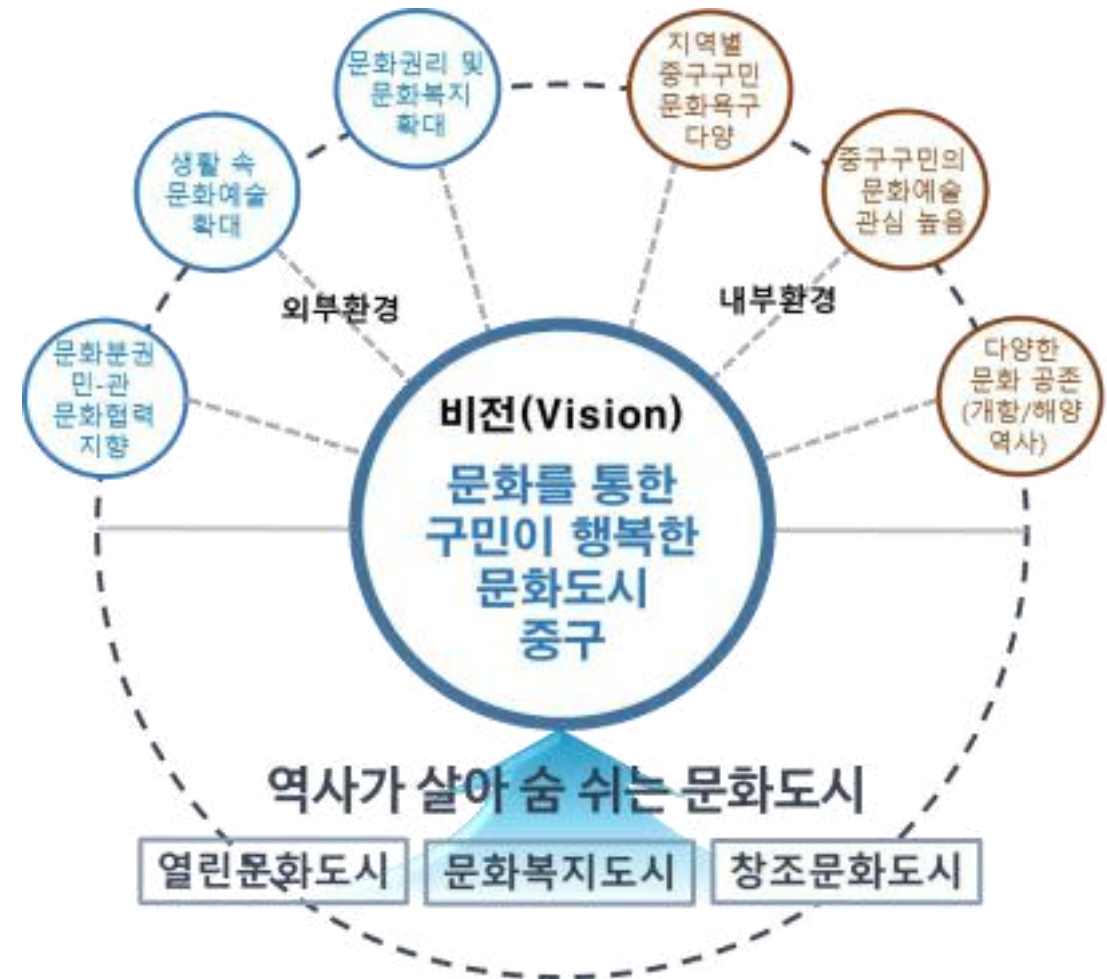 문화권리 및
문화복지
확대
지역별
중구구민
문화욕구
다양
생활 속
문화예술
확대
중구구민의
문화예술
관심 높음
외부환경
내부환경
문화분권
민-관
문화협력
지향
다양한
문화 공존
(개항/해양
역사)
비전(Vision)
문화를 통한
구민이 행복한
문화도시
중구
역사가 살아 숨 쉬는 문화도시
열린문화도시
문화복지도시
창조문화도시